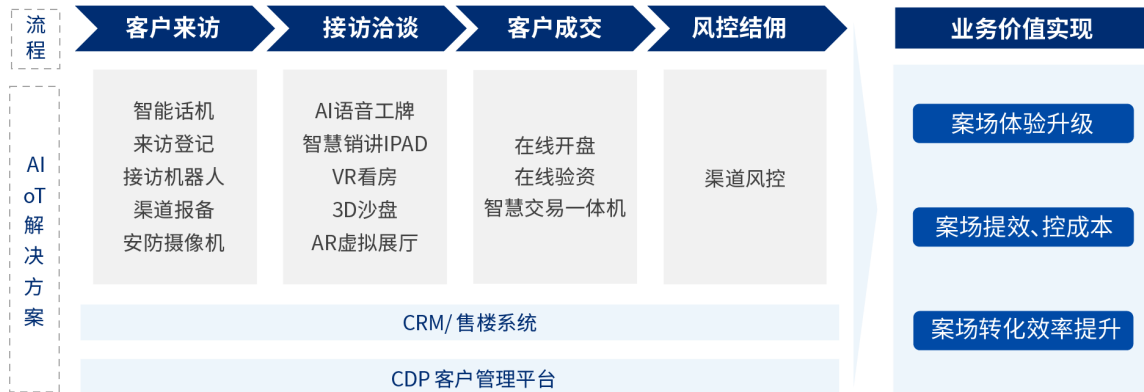 流程
客户来访
接访洽谈
客户成交
风控结佣
业务价值实现
AIoT解决方案
智能话机
来访登记
接访机器人
渠道报备
安防摄像机
AI语音工牌
智慧销讲IPAD
VR看房
3D沙盘
AR虚拟展厅
在线开盘
在线验资
智慧交易一体机
渠道风控
CRM/售楼系统
CDP 客户管理平台
案场体验升级
案场提效、控成本
案场转化效率提升